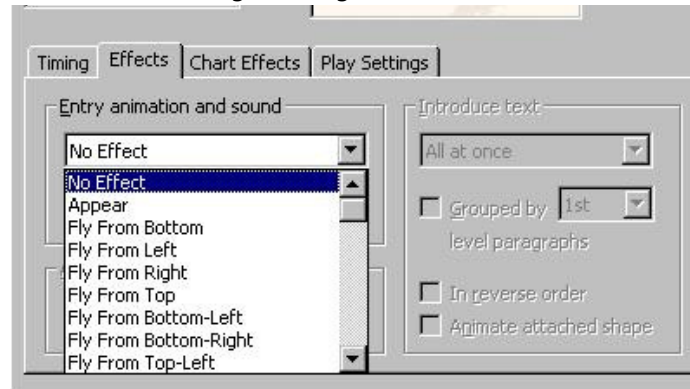 Timing Effects Chart Effects Play Settings
Entry animation and sound
No Effect
No Effect
Appear
Fly From Bottom
Fly From Left
Fly From Right
Fly From Top
Fly From Bottom-Left
Fly From Bottom-Right
Fly From Top-Left
Introduce text
All at once
Grouped by 1st
level paragraphs
In reverse order
Animate attached shape